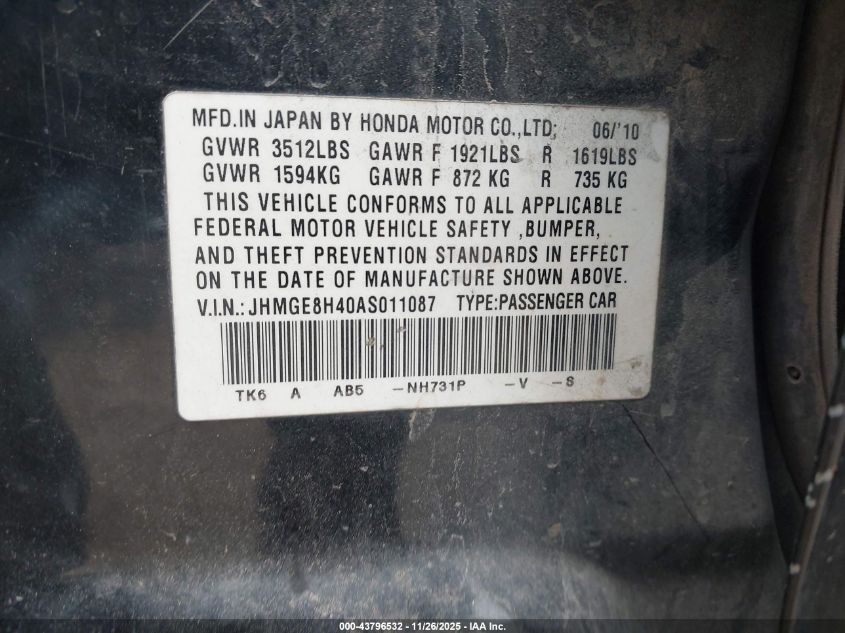 MFD.IN JAPAN BY HONDA MOTOR CO.,LTD; 06/'10
GVWR 3512LBS GAWR F 1921LBS R 1619LBS
GVWR 1594KG GAWR F 872 KG R 735 KG
THIS VEHICLE CONFORMS TO ALL APPLICABLE
FEDERAL MOTOR VEHICLE SAFETY ,BUMPER,
AND THEFT PREVENTION STANDARDS IN EFFECT
ON THE DATE OF MANUFACTURE SHOWN ABOVE.
V.I.N.: JHMGE8H40AS011087 TYPE:PASSENGER CAR
TK6 A AB5 -NH731P -V -S
000-43796532 - 11/26/2025 - IAA Inc.